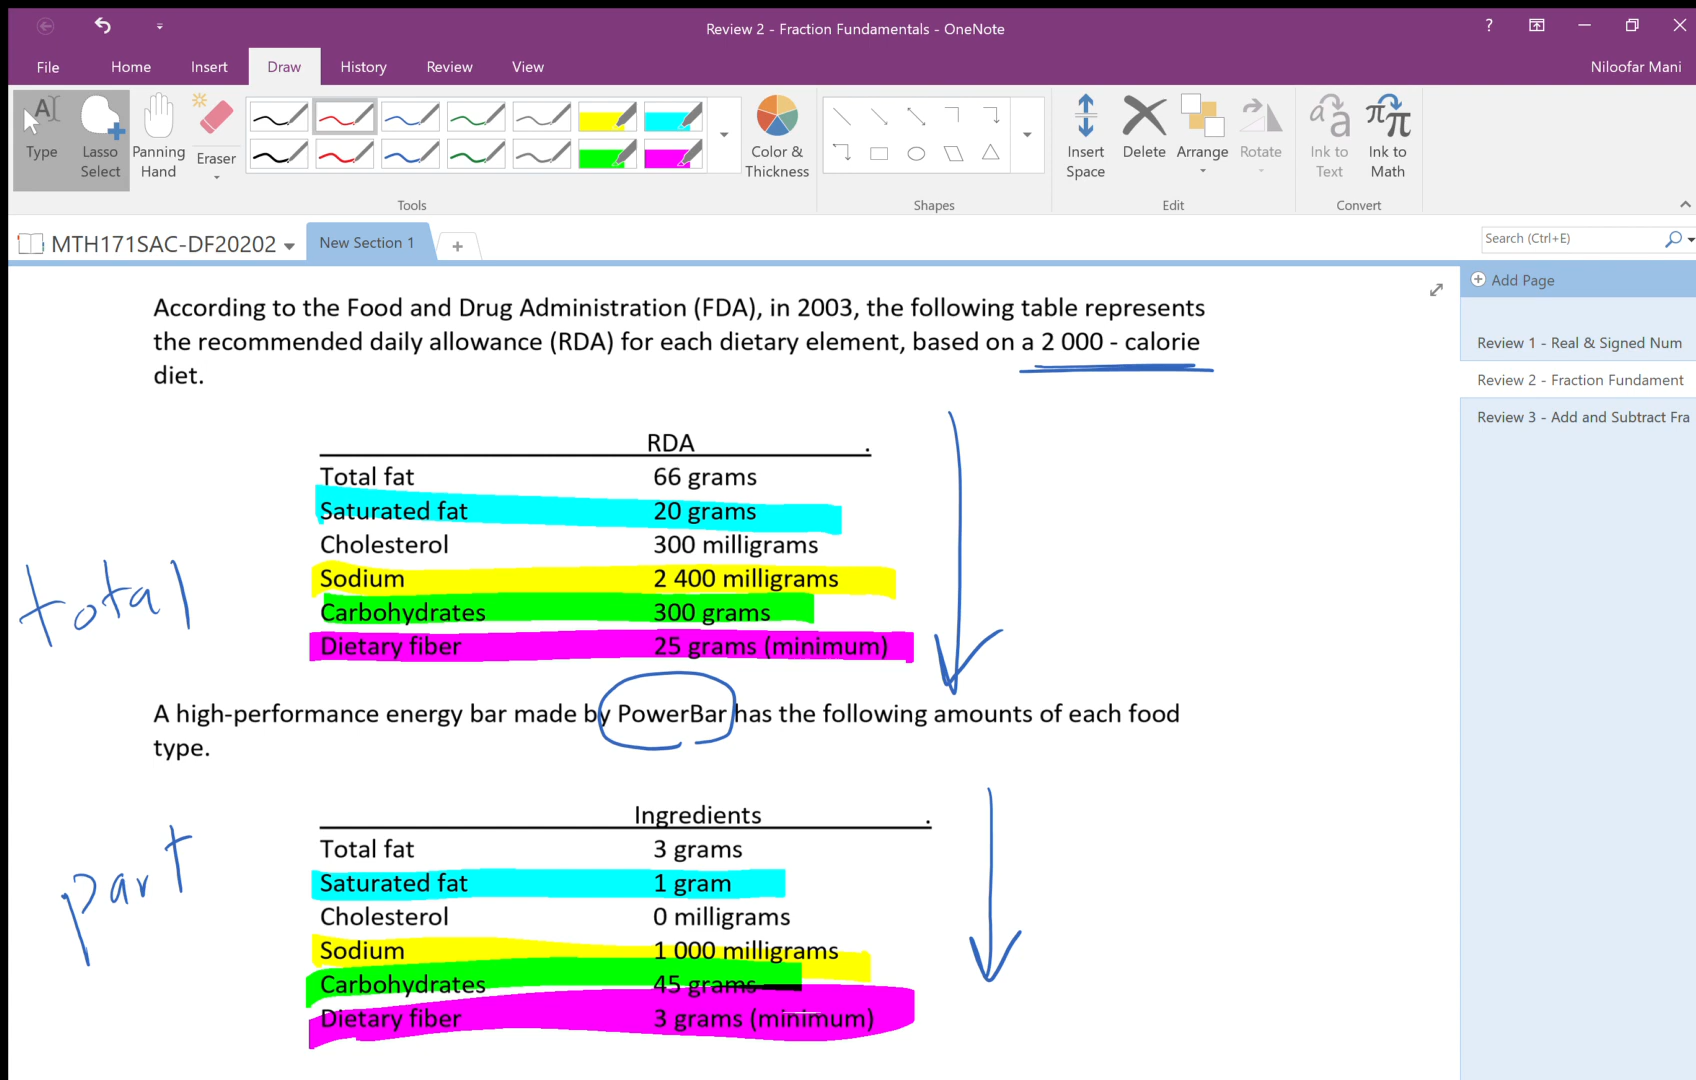 Review 2 - Fraction Fundamentals - OneNote
?
File Home Insert Draw History Review View
Niloofar Mani
Type
Lasso Select
Panning Hand
Eraser
Color & Thickness
Insert Space
Delete
Arrange
Rotate
Ink to Text
Ink to Math
Tools
Shapes
Edit
Convert
MTH171SAC-DF20202
New Section 1
+
Search (Ctrl+E)
Add Page
Review 1 - Real & Signed Num
Review 2 - Fraction Fundament
Review 3 - Add and Subtract Fra
According to the Food and Drug Administration (FDA), in 2003, the following table represents
the recommended daily allowance (RDA) for each dietary element, based on a 2 000 - calorie
diet.
RDA .
Total fat 66 grams
Saturated fat 20 grams
Cholesterol 300 milligrams
Sodium 2 400 milligrams
total
Carbohydrates 300 grams
Dietary fiber 25 grams (minimum)
A high-performance energy bar made by PowerBar has the following amounts of each food
type.
Ingredients .
Total fat 3 grams
part
Saturated fat 1 gram
Cholesterol 0 milligrams
Sodium 1 000 milligrams
Carbohydrates 45 grams
Dietary fiber 3 grams (minimum)